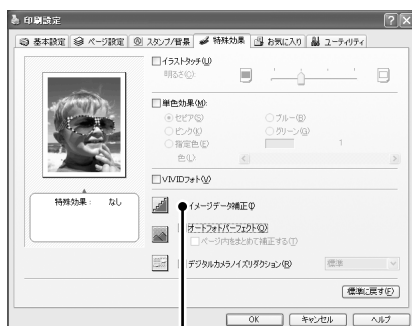 印刷設定
基本設定 ページ設定 スタンプ/背景 特殊効果 お気に入り ユーティリティ
イラストタッチ(U)
明るさ(G)
単色効果(M):
セピア(S) ブルー(B)
ピンク(K) グリーン(G)
指定色(E) 1
色(L)
VIVIDフォト(V)
特殊効果: なし
イメージデータ補正(I)
オートフォトパーフェクト(O)
ページ内をまとめて補正する(T)
デジタルカメラノイズリダクション(R) 標準
標準に戻す(F)
OK キャンセル ヘルプ